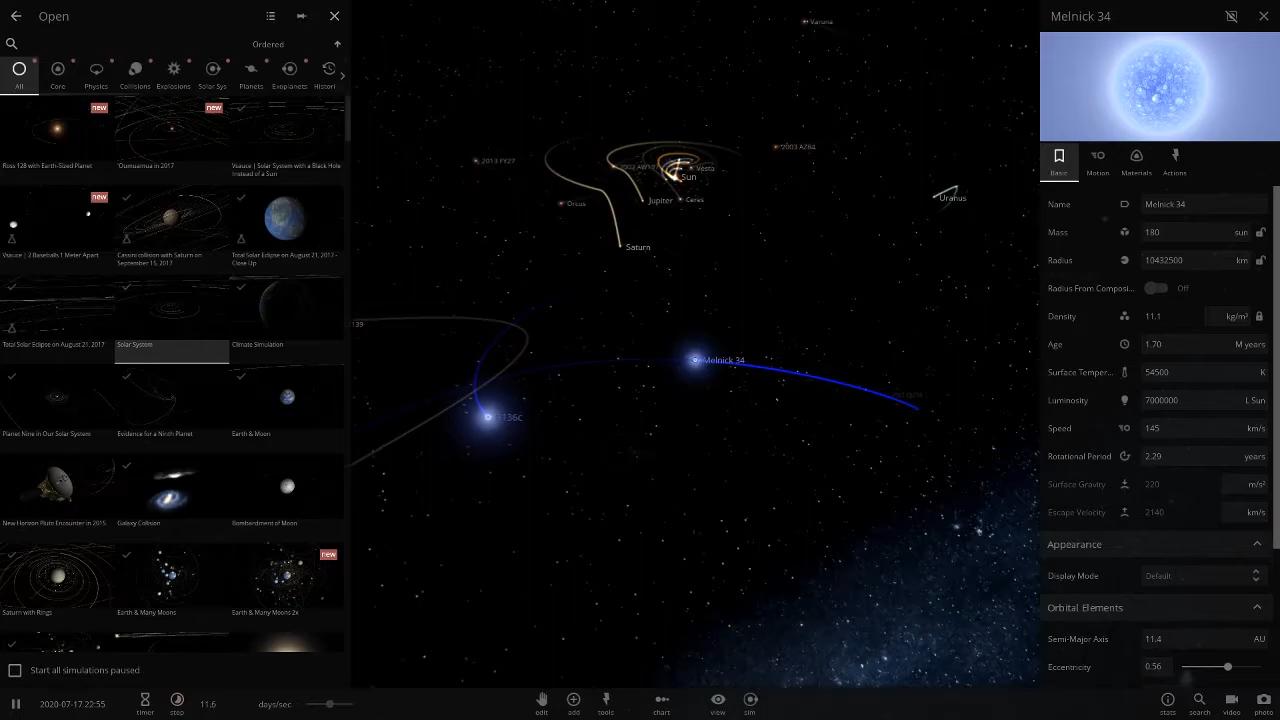 Open
Ordered
All
Core
Physics
Collisions
Explosions
Solar Sys
Planets
Exoplanets
Histori
new
new
Ross 128 with Earth-Sized Planet
'Oumuamua in 2017
Vsauce | Solar System with a Black Hole
Instead of a Sun
new
Vsauce | 2 Baseballs 1 Meter Apart
Cassini collision with Saturn on
September 15, 2017
Total Solar Eclipse on August 21, 2017 -
Close Up
Total Solar Eclipse on August 21, 2017
Solar System
Climate Simulation
Planet Nine in Our Solar System
Evidence for a Ninth Planet
Earth & Moon
New Horizon Pluto Encounter in 2015
Galaxy Collision
Bombardment of Moon
new
Saturn with Rings
Earth & Many Moons
Earth & Many Moons 2x
Start all simulations paused
2020-07-17.22:55
timer
step
11.6
days/sec
edit
add
tools
chart
view
sim
stats
search
video
photo
Varuna
2013 FY27
2003 AZ84
Vesta
Sun
Orcus
Jupiter
Ceres
Uranus
Saturn
139
Melnick 34
3136c
Melnick 34
Basic
Motion
Materials
Actions
Name
Melnick 34
Mass
180
sun
Radius
10432500
km
Radius From Composi...
Off
Density
11.1
kg/m³
Age
1.70
M years
Surface Temper...
54500
K
Luminosity
7000000
L Sun
Speed
145
km/s
Rotational Period
2.29
years
Surface Gravity
220
m/s²
Escape Velocity
2140
km/s
Appearance
Display Mode
Default
Orbital Elements
Semi-Major Axis
11.4
AU
Eccentricity
0.56